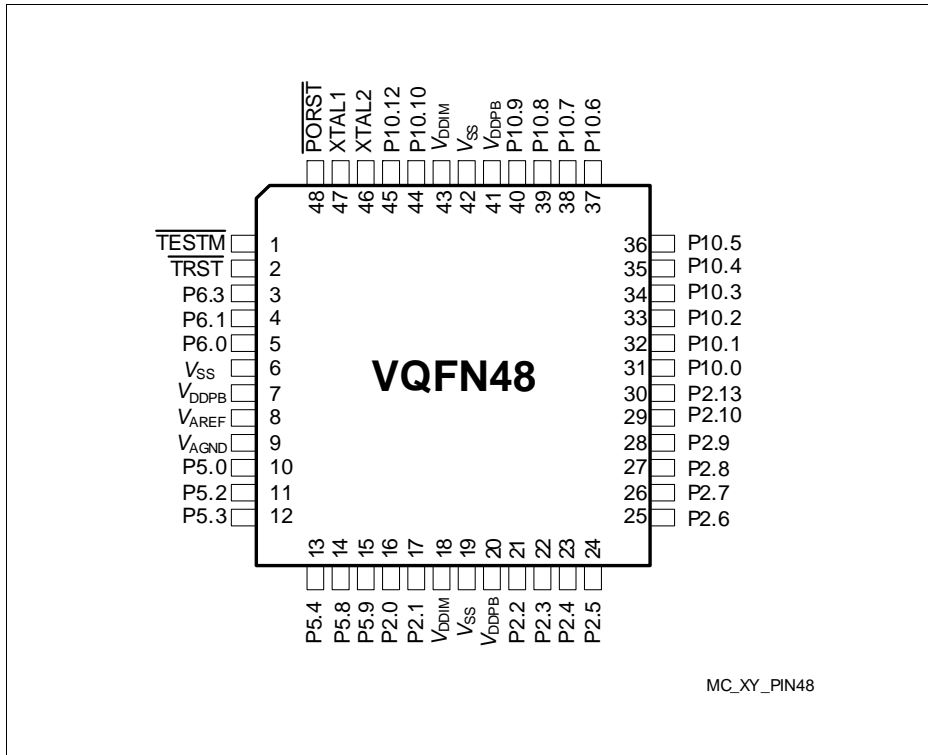 PORST
XTAL1
XTAL2
P10.12
P10.10
VDDIM
VSS
VDDPB
P10.9
P10.8
P10.7
P10.6
48
47
46
45
44
43
42
41
40
39
38
37
TESTM 1
TRST 2
P6.3 3
P6.1 4
P6.0 5
VSS 6
VDDPB 7
VAREF 8
VAGND 9
P5.0 10
P5.2 11
P5.3 12
VQFN48
36 P10.5
35 P10.4
34 P10.3
33 P10.2
32 P10.1
31 P10.0
30 P2.13
29 P2.10
28 P2.9
27 P2.8
26 P2.7
25 P2.6
13
14
15
16
17
18
19
20
21
22
23
24
P5.4
P5.8
P5.9
P2.0
P2.1
VDDIM
VSS
VDDPB
P2.2
P2.3
P2.4
P2.5
MC_XY_PIN48